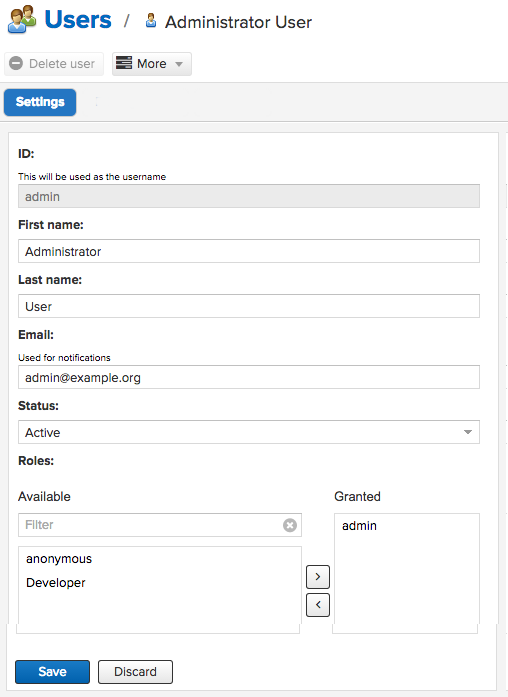 Users / Administrator User
Delete user More
Settings
ID:
This will be used as the username
admin
First name:
Administrator
Last name:
User
Email:
Used for notifications
admin@example.org
Status:
Active
Roles:
Available Granted
Filter admin
anonymous
Developer
>
<
Save Discard